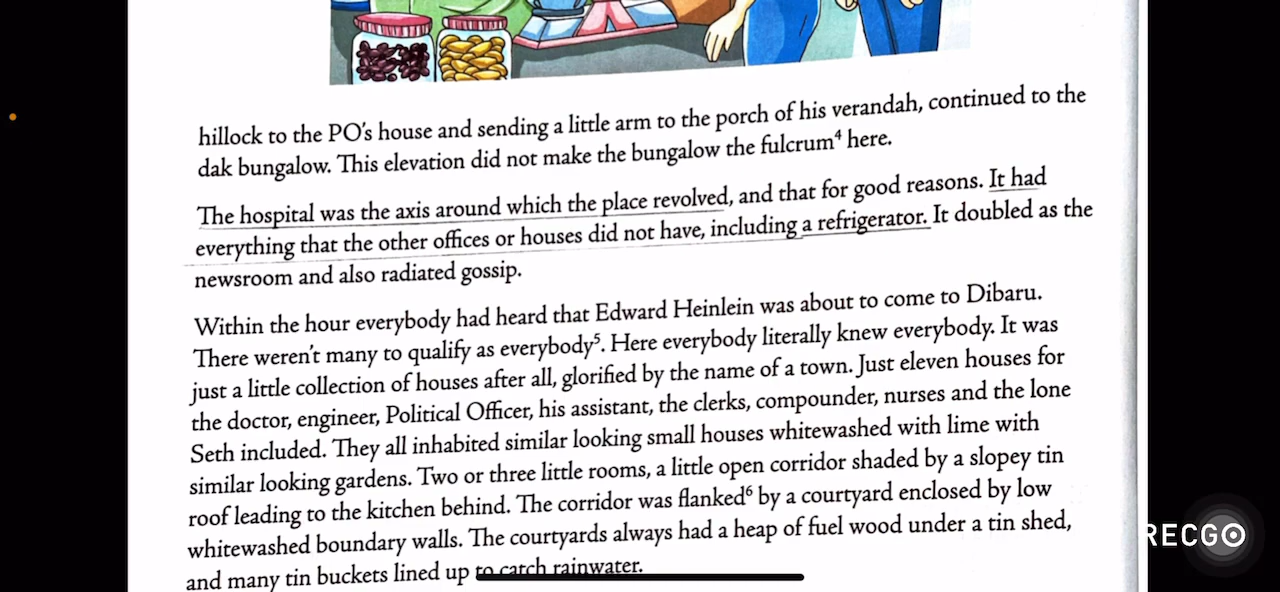 hillock to the PO's house and sending a little arm to the porch of his verandah, continued to the
dak bungalow. This elevation did not make the bungalow the fulcrum⁴ here.
The hospital was the axis around which the place revolved, and that for good reasons. It had
everything that the other offices or houses did not have, including a refrigerator. It doubled as the
newsroom and also radiated gossip.
Within the hour everybody had heard that Edward Heinlein was about to come to Dibaru.
There weren't many to qualify as everybody⁵. Here everybody literally knew everybody. It was
just a little collection of houses after all, glorified by the name of a town. Just eleven houses for
the doctor, engineer, Political Officer, his assistant, the clerks, compounder, nurses and the lone
Seth included. They all inhabited similar looking small houses whitewashed with lime with
similar looking gardens. Two or three little rooms, a little open corridor shaded by a slopey tin
roof leading to the kitchen behind. The corridor was flanked⁶ by a courtyard enclosed by low
whitewashed boundary walls. The courtyards always had a heap of fuel wood under a tin shed,
and many tin buckets lined up to catch rainwater.
RECGO